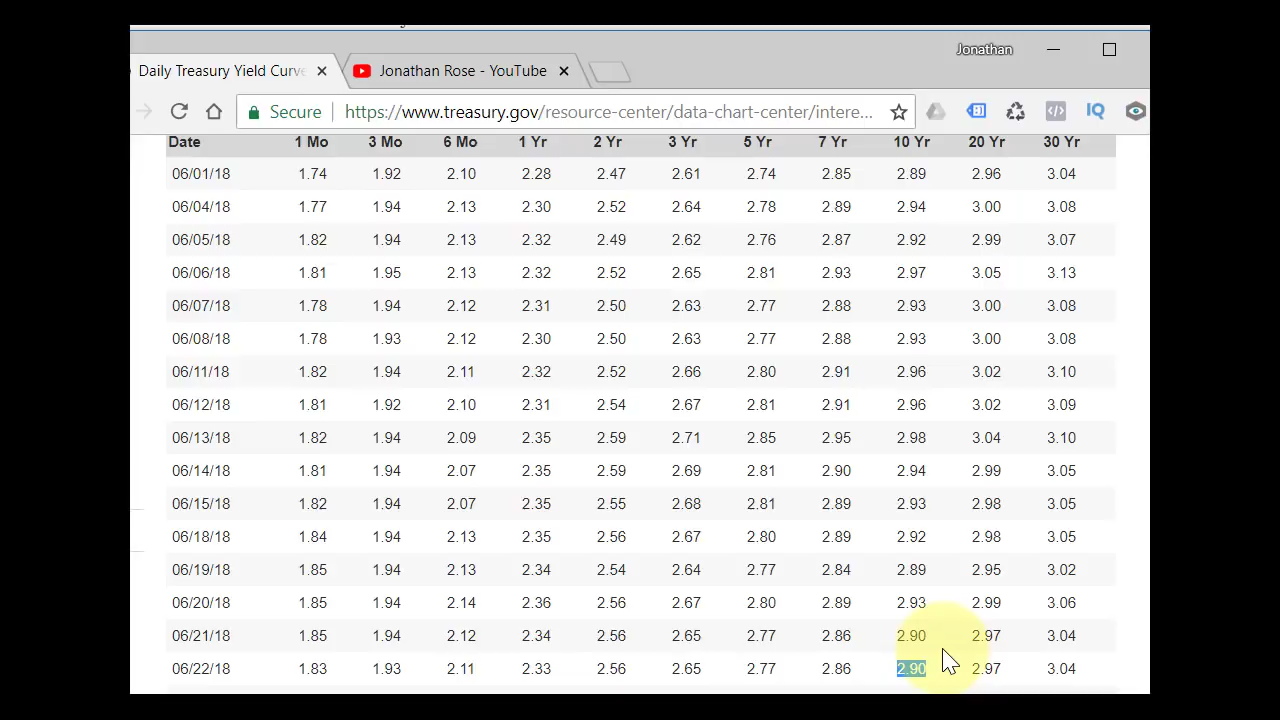 Jonathan
Daily Treasury Yield Curve
Jonathan Rose - YouTube
Secure https://www.treasury.gov/resource-center/data-chart-center/intere... IQ
Date 1 Mo 3 Mo 6 Mo 1 Yr 2 Yr 3 Yr 5 Yr 7 Yr 10 Yr 20 Yr 30 Yr
06/01/18 1.74 1.92 2.10 2.28 2.47 2.61 2.74 2.85 2.89 2.96 3.04
06/04/18 1.77 1.94 2.13 2.30 2.52 2.64 2.78 2.89 2.94 3.00 3.08
06/05/18 1.82 1.94 2.13 2.32 2.49 2.62 2.76 2.87 2.92 2.99 3.07
06/06/18 1.81 1.95 2.13 2.32 2.52 2.65 2.81 2.93 2.97 3.05 3.13
06/07/18 1.78 1.94 2.12 2.31 2.50 2.63 2.77 2.88 2.93 3.00 3.08
06/08/18 1.78 1.93 2.12 2.30 2.50 2.63 2.77 2.88 2.93 3.00 3.08
06/11/18 1.82 1.94 2.11 2.32 2.52 2.66 2.80 2.91 2.96 3.02 3.10
06/12/18 1.81 1.92 2.10 2.31 2.54 2.67 2.81 2.91 2.96 3.02 3.09
06/13/18 1.82 1.94 2.09 2.35 2.59 2.71 2.85 2.95 2.98 3.04 3.10
06/14/18 1.81 1.94 2.07 2.35 2.59 2.69 2.81 2.90 2.94 2.99 3.05
06/15/18 1.82 1.94 2.07 2.35 2.55 2.68 2.81 2.89 2.93 2.98 3.05
06/18/18 1.84 1.94 2.13 2.35 2.56 2.67 2.80 2.89 2.92 2.98 3.05
06/19/18 1.85 1.94 2.13 2.34 2.54 2.64 2.77 2.84 2.89 2.95 3.02
06/20/18 1.85 1.94 2.14 2.36 2.56 2.67 2.80 2.89 2.93 2.99 3.06
06/21/18 1.85 1.94 2.12 2.34 2.56 2.65 2.77 2.86 2.90 2.97 3.04
06/22/18 1.83 1.93 2.11 2.33 2.56 2.65 2.77 2.86 2.90 2.97 3.04